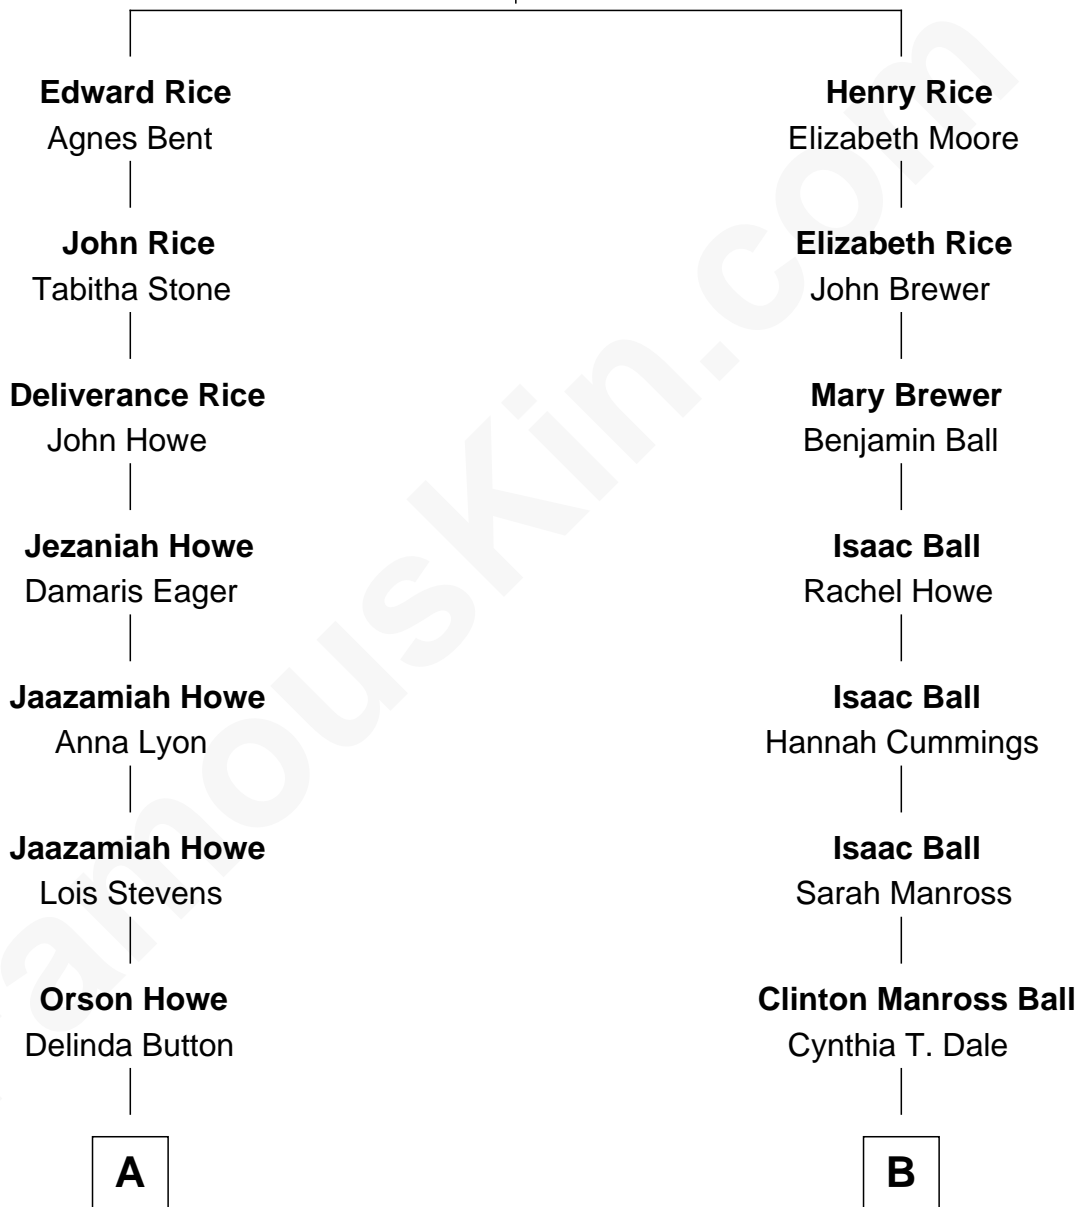 Edward Rice
Agnes Bent
John Rice
Tabitha Stone
Deliverance Rice
John Howe
Jezaniah Howe
Damaris Eager
Jaazamiah Howe
Anna Lyon
Jaazamiah Howe
Lois Stevens
Orson Howe
Delinda Button
A
Henry Rice
Elizabeth Moore
Elizabeth Rice
John Brewer
Mary Brewer
Benjamin Ball
Isaac Ball
Rachel Howe
Isaac Ball
Hannah Cummings
Isaac Ball
Sarah Manross
Clinton Manross Ball
Cynthia T. Dale
B
amouskin.com